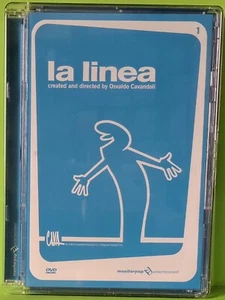 1
la linea
created and directed by Osvaldo Cavandoli
CAVA
DVD